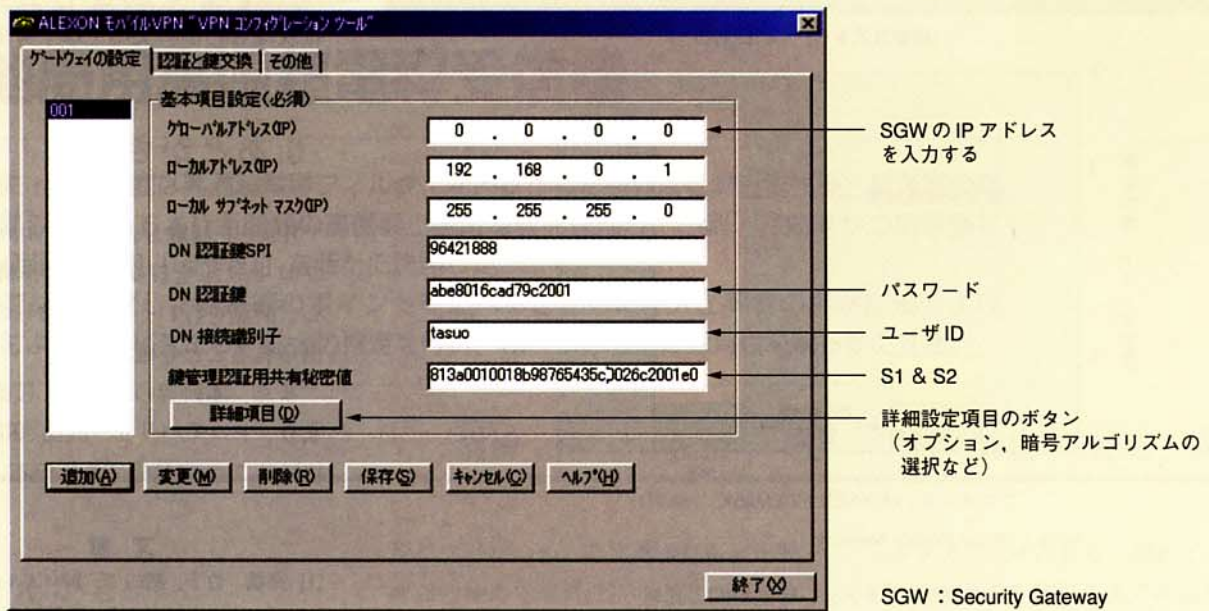 ALEXON モバイルVPN "VPN コンフィグレーション ツール"
ゲートウェイの設定 認証と鍵交換 その他
001
基本項目設定(必須)
グローバルアドレス(IP) 0 . 0 . 0 . 0
SGW の IP アドレス
を入力する
ローカルアドレス(IP) 192 . 168 . 0 . 1
ローカル サブネット マスク(IP) 255 . 255 . 255 . 0
DN 認証鍵SPI 96421888
DN 認証鍵 abe8016cad79c2001
パスワード
DN 接続識別子 tasuo
ユーザ ID
鍵管理認証用共有秘密値 813a0010018b98765435c,0026c2001e0
S1 & S2
詳細項目(D)
詳細設定項目のボタン
(オプション,暗号アルゴリズムの
選択など)
追加(A) 変更(M) 削除(R) 保存(S) キャンセル(C) ヘルプ(H)
終了(X)
SGW : Security Gateway